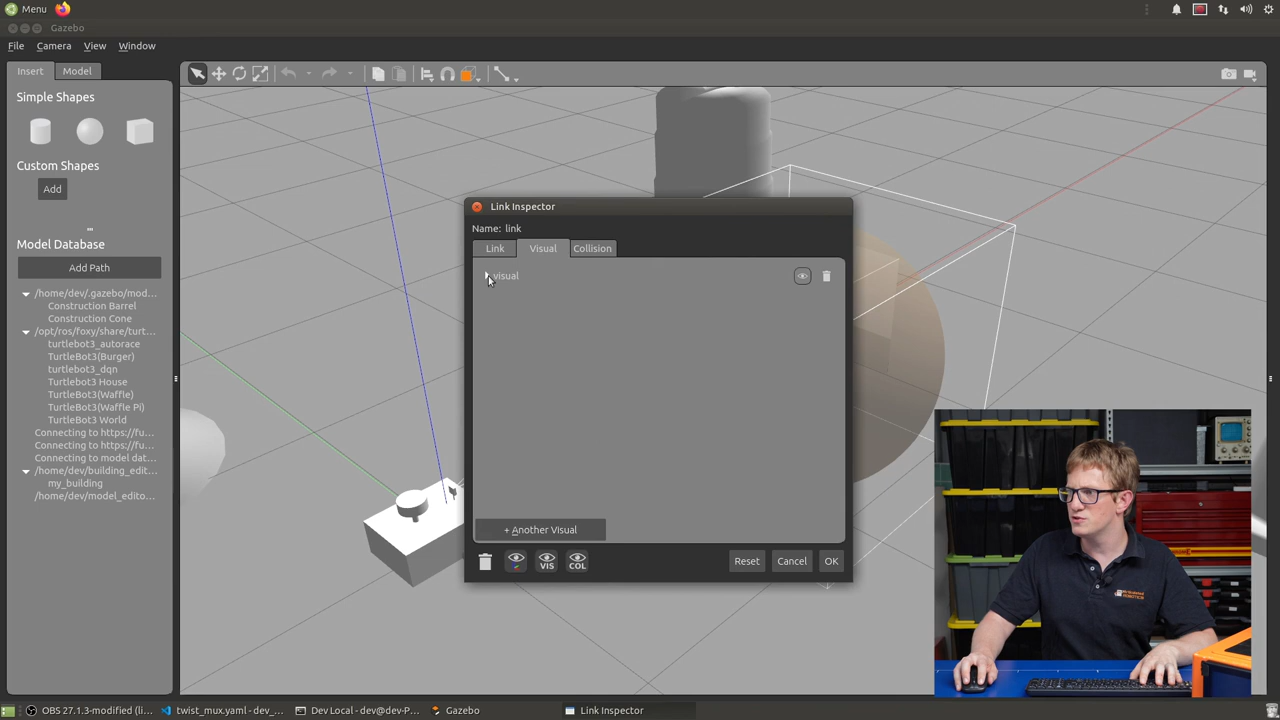 Menu
Gazebo
File Camera View Window
Insert Model
Simple Shapes
Custom Shapes
Add
Model Database
Add Path
/home/dev/.gazebo/mod...
Construction Barrel
Construction Cone
/opt/ros/foxy/share/turt...
turtlebot3_autorace
TurtleBot3(Burger)
turtlebot3_dqn
Turtlebot3 House
TurtleBot3(Waffle)
TurtleBot3(Waffle Pi)
TurtleBot3 World
Connecting to https://fu...
Connecting to https://fu...
Connecting to model dat...
/home/dev/building_edit...
my_building
/home/dev/model_edito...
Link Inspector
Name: link
Link Visual Collision
visual
+ Another Visual
VIS COL Reset Cancel OK
OBS 27.1.3-modified (li... twist_mux.yaml - dev_... Dev Local - dev@dev-P... Gazebo Link Inspector